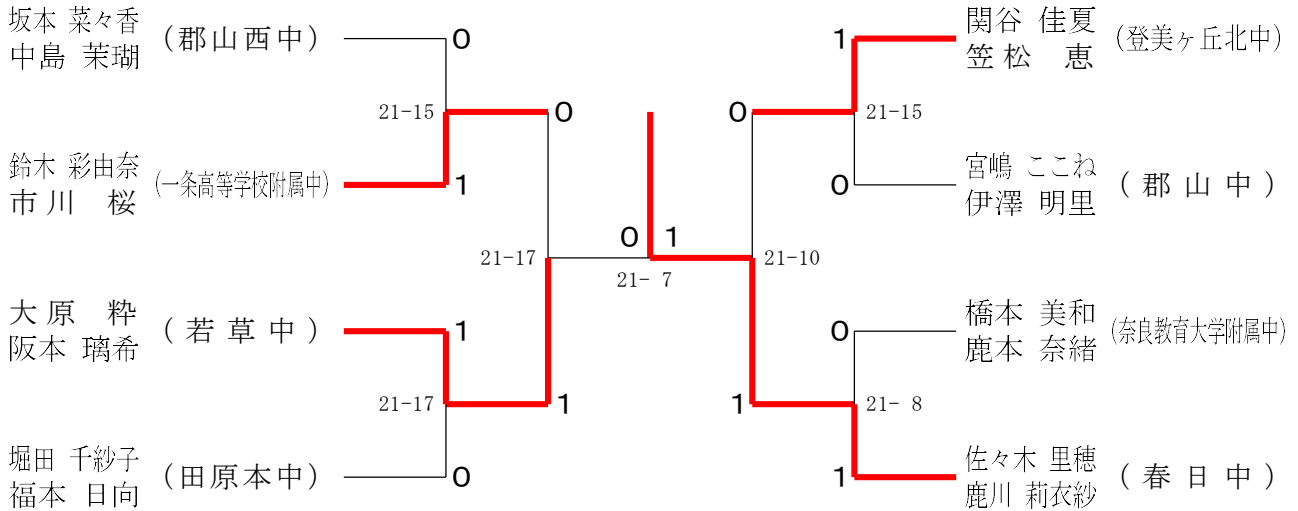 坂本 菜々香
中島 茉瑚
(郡山西中)
0
21-15
0
鈴木 彩由奈
市川 桜
(一条高等学校附属中)
1
21-17
大原 粋
阪本 璃希
(若草中)
1
21-17
1
堀田 千紗子
福本 日向
(田原本中)
0
0 1
21- 7
関谷 佳夏
笠松 恵
(登美ヶ丘北中)
1
0
21-15
宮嶋 ここね
伊澤 明里
(郡山中)
0
21-10
橋本 美和
鹿本 奈緒
(奈良教育大学附属中)
0
1
21- 8
佐々木 里穂
鹿川 莉衣紗
(春日中)
1